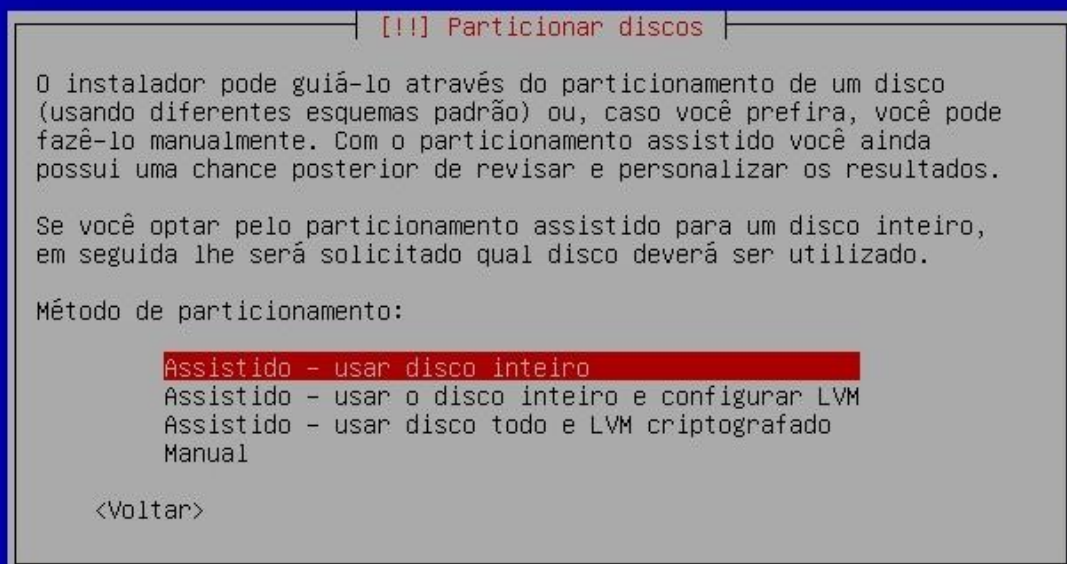 [!!] Particionar discos
O instalador pode guiá-lo através do particionamento de um disco
(usando diferentes esquemas padrão) ou, caso você prefira, você pode
fazê-lo manualmente. Com o particionamento assistido você ainda
possui uma chance posterior de revisar e personalizar os resultados.
Se você optar pelo particionamento assistido para um disco inteiro,
em seguida lhe será solicitado qual disco deverá ser utilizado.
Método de particionamento:
Assistido - usar disco inteiro
Assistido - usar o disco inteiro e configurar LVM
Assistido - usar disco todo e LVM criptografado
Manual
<Voltar>